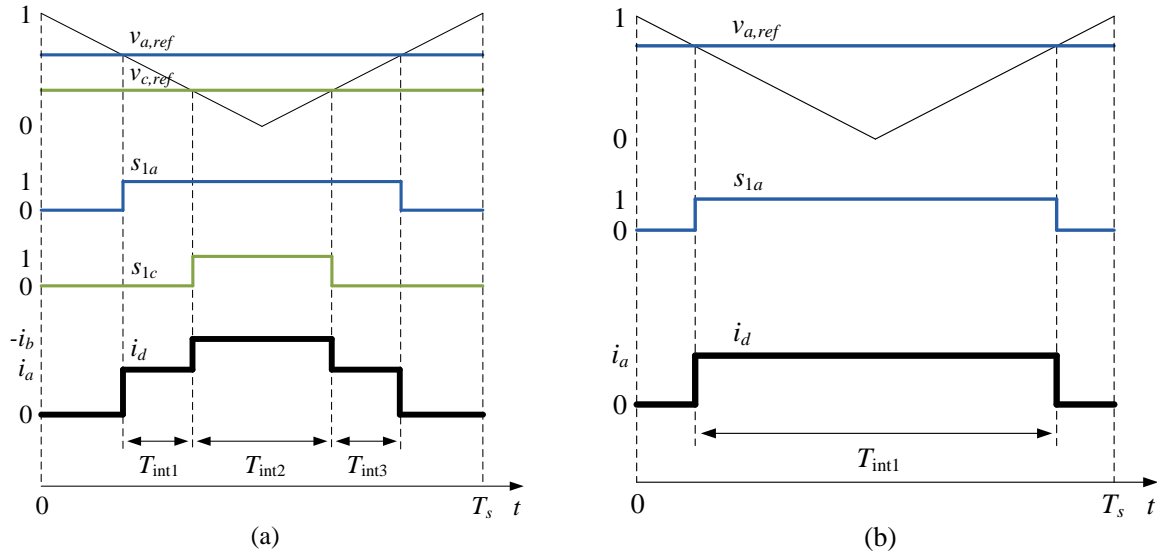 1
v_{a,ref}
v_{c,ref}
0
1
s_{1a}
0
1
s_{1c}
0
-i_b
i_d
i_a
0
T_{int1}
T_{int2}
T_{int3}
0
T_s
t
(a)
1
v_{a,ref}
0
s_{1a}
1
0
i_d
i_a
0
T_{int1}
0
T_s
t
(b)